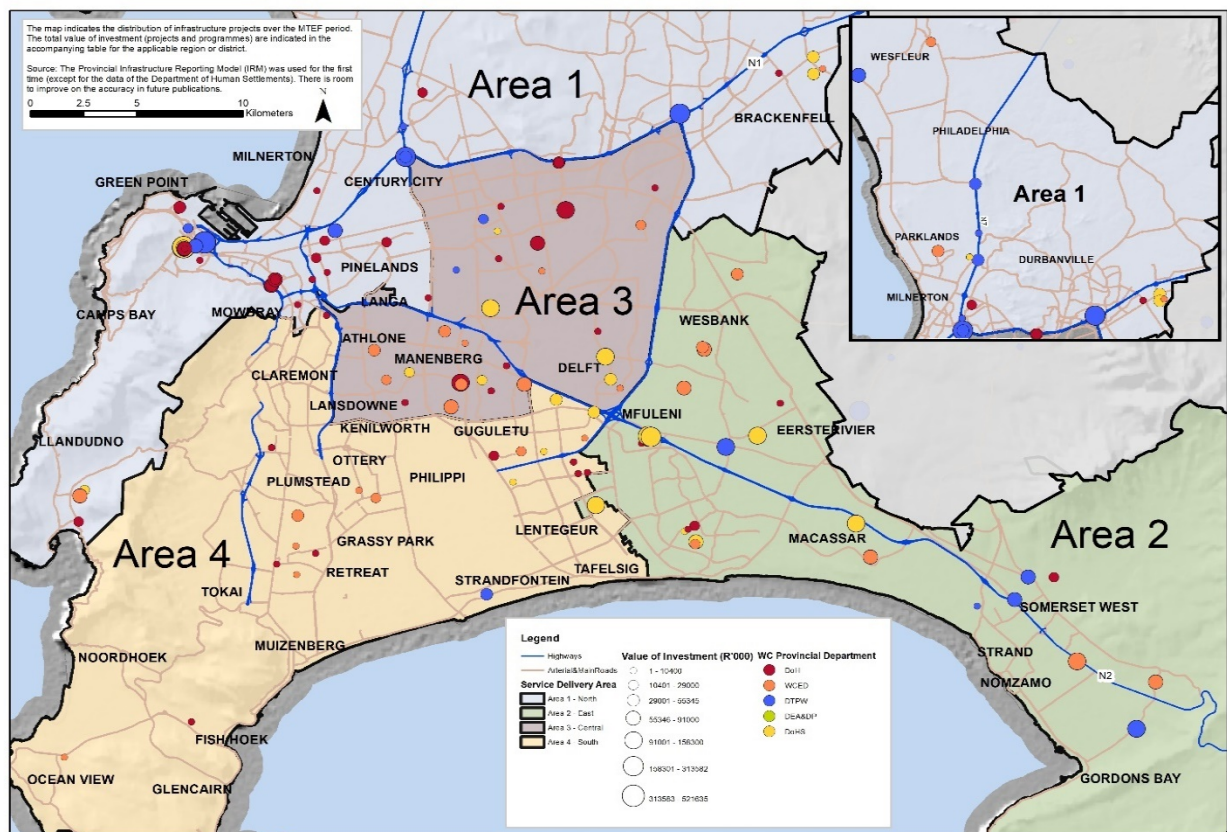 The map indicates the distribution of infrastructure projects over the MTEF period.
The total value of investment (projects and programmes) are indicated in the
accompanying table for the applicable region or district.
Source: The Provincial Infrastructure Reporting Model (IRM) was used for the first
time (except for the data of the Department of Human Settlements). There is room
to improve on the accuracy in future publications.
0 2.5 5 10
Kilometers
N
Area 1
N1
BRACKENFELL
MILNERTON
GREEN POINT
CENTURY CITY
PINELANDS
LANGA
CAMPS BAY
MOWBRAY
Area 3
ATHLONE
MANENBERG
WESBANK
DELFT
CLAREMONT
LANSDOWNE
KENILWORTH
GUGULETU
MFULENI
EERSTERIVIER
LLANDUDNO
OTTERY
PLUMSTEAD
PHILIPPI
GRASSY PARK
LENTEGEUR
MACASSAR
Area 2
Area 4
RETREAT
TAFELSIG
TOKAI
STRANDFONTEIN
SOMERSET WEST
MUIZENBERG
STRAND
NOORDHOEK
NOMZAMO
N2
FISH HOEK
OCEAN VIEW
GLENCAIRN
GORDONS BAY
WESFLEUR
PHILADELPHIA
Area 1
N7
PARKLANDS
DURBANVILLE
MILNERTON
Legend
Highways
Arterial&MainRoads
Service Delivery Area
Area 1 - North
Area 2 - East
Area 3 - Central
Area 4 - South
Value of Investment (R'000)
1 - 10400
10401 - 29000
29001 - 55345
55346 - 91000
91001 - 158300
158301 - 313582
313583 - 521635
WC Provincial Department
DoH
WCED
DTPW
DEA&DP
DoHS